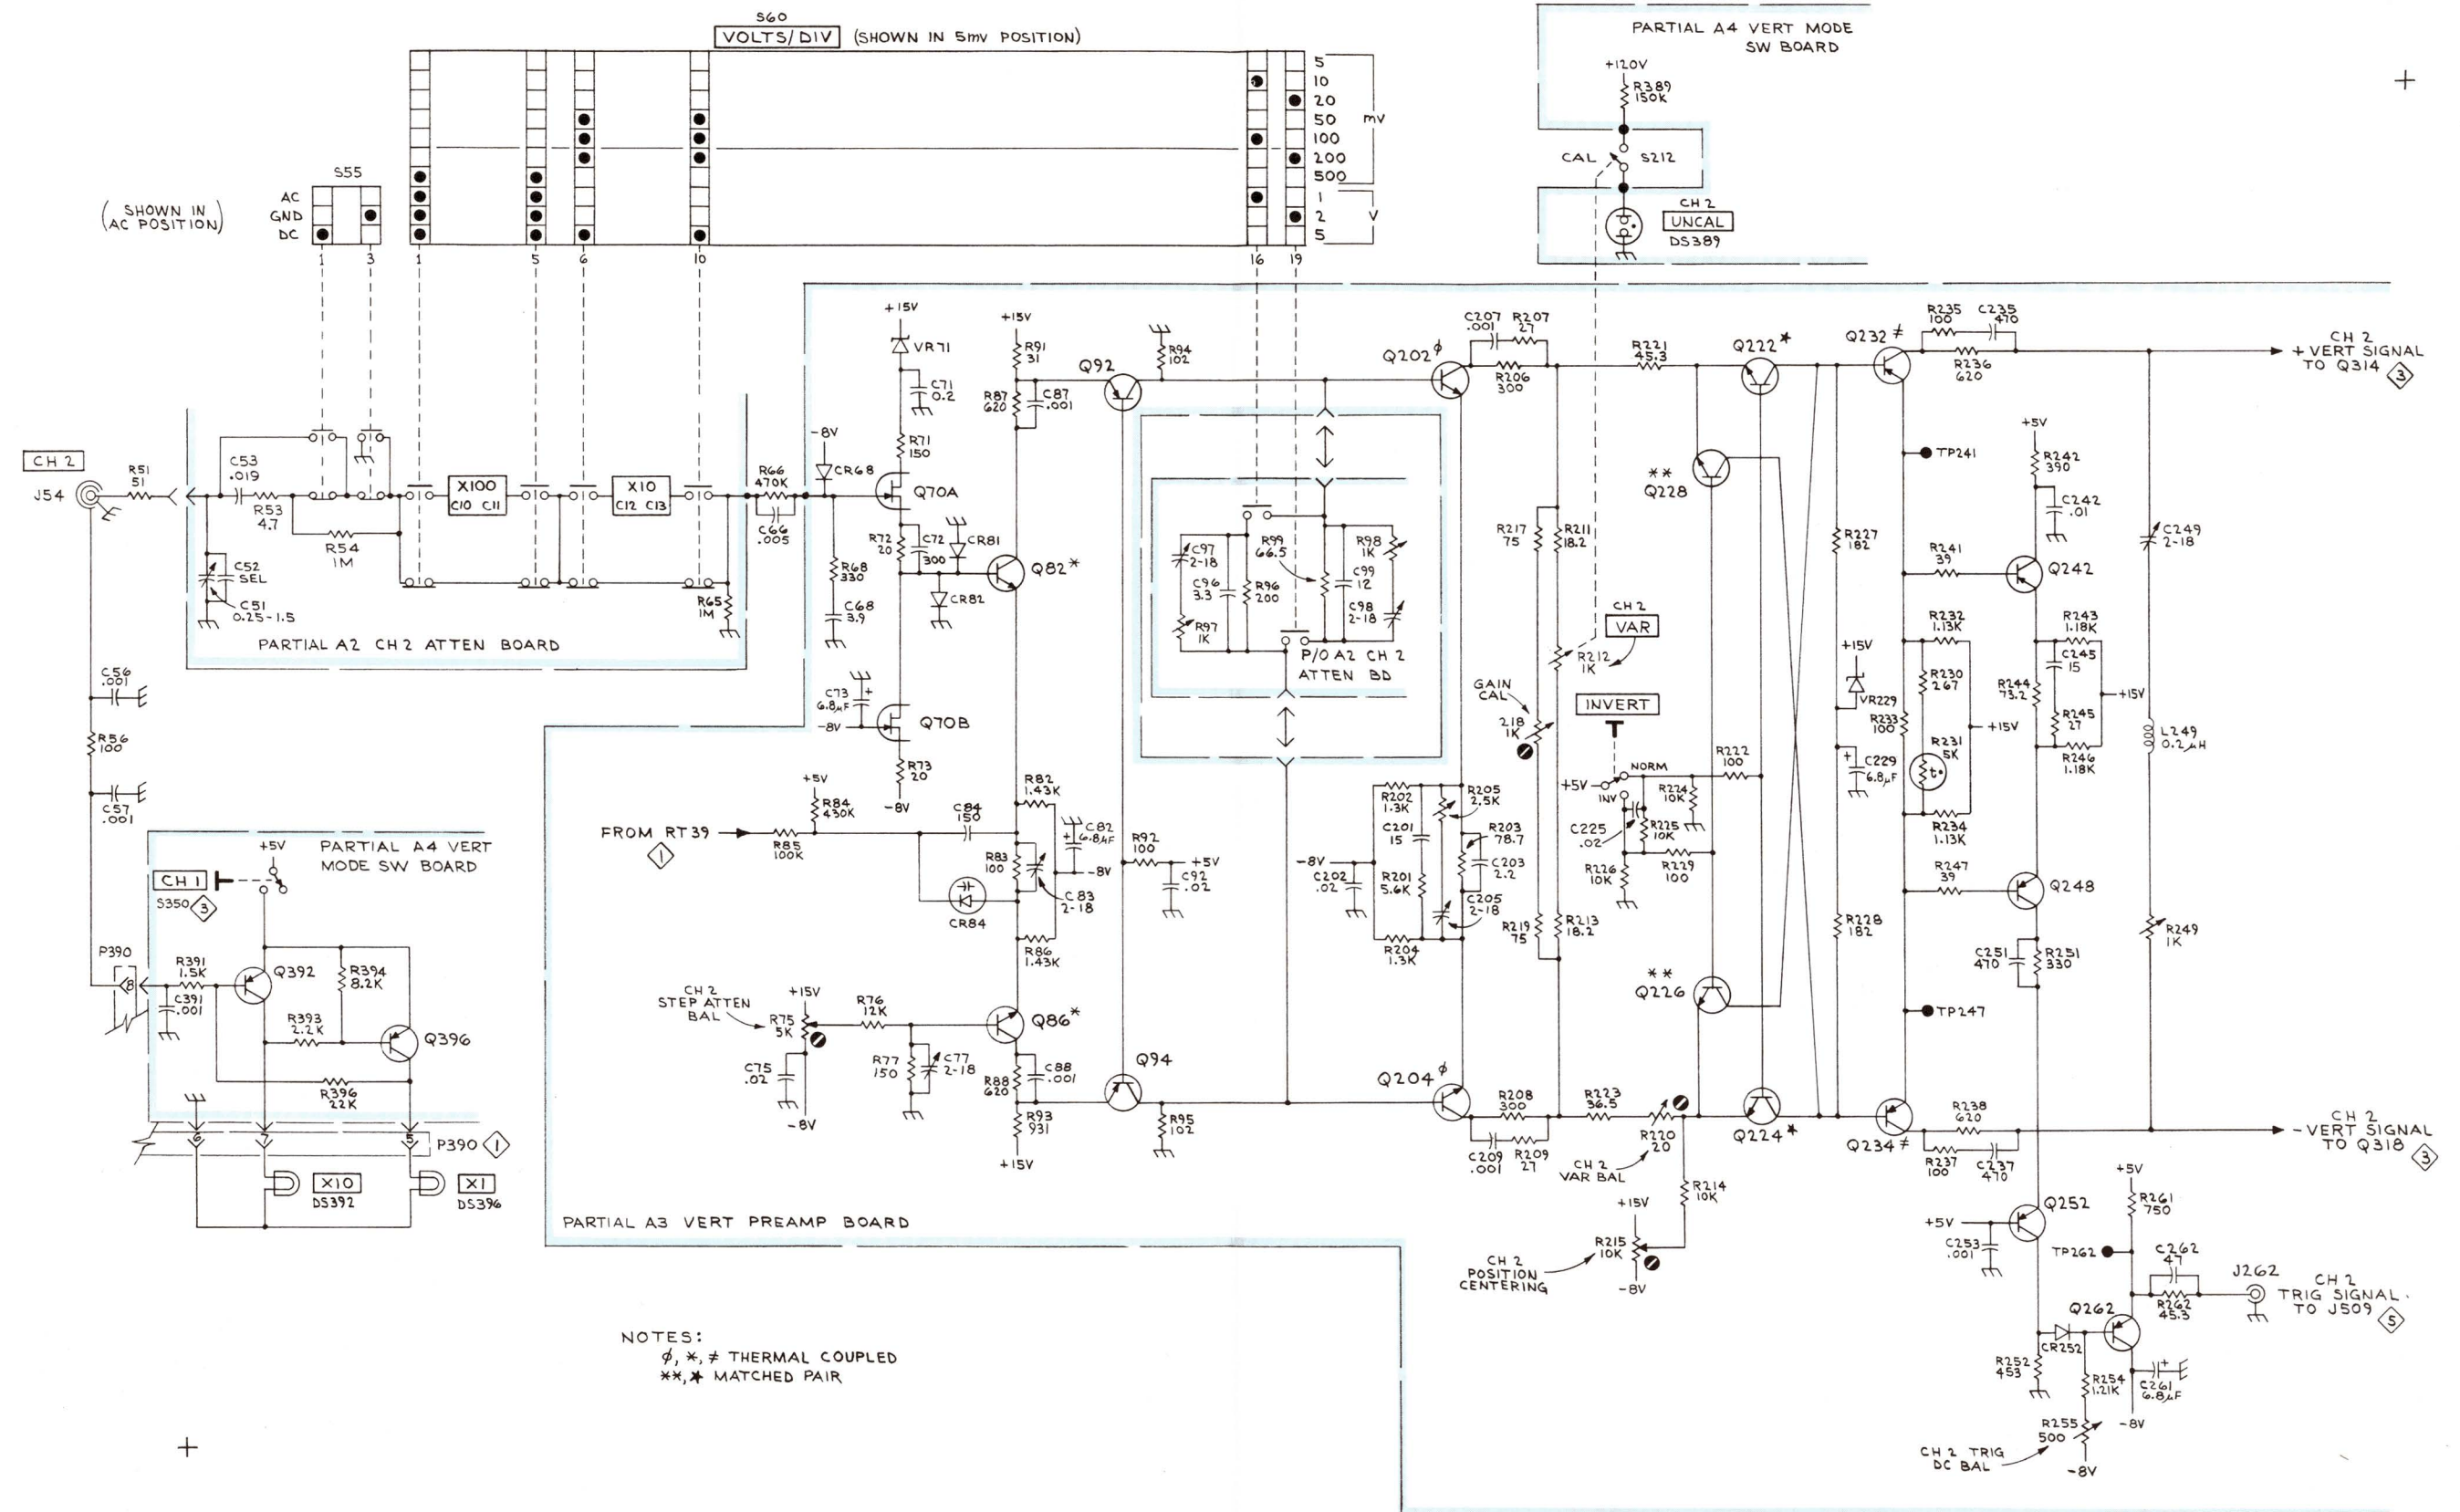 S60
VOLTS/DIV (SHOWN IN 5mV POSITION)
5
10
20
50
100
200
500
mV
1
2
5
V
PARTIAL A4 VERT MODE
SW BOARD
+120V
R389
150K
CAL
S212
CH 2
UNCAL
DS389
S55
AC
GND
DC
(SHOWN IN
AC POSITION)
1
3
1
5
6
10
16
19
CH 2
J54
R51
51
C53
.019
R53
4.7
R54
1M
C52
SEL
C51
0.25-1.5
X100
C10 C11
X10
C12 C13
R65
1M
PARTIAL A2 CH 2 ATTEN BOARD
R66
470K
C66
.005
-8V
CR68
R68
330
C68
3.9
+15V
VR71
C71
0.2
R71
150
Q70A
R72
20
C72
300
CR81
CR82
C73
6.8µF
+
-8V
Q70B
R73
20
-8V
+15V
R91
31
R87
620
C87
.001
Q82*
Q92
R94
102
R99
66.5
C97
2-18
C96
3.3
R96
200
R97
1K
R98
1K
C99
12
C98
2-18
P/O A2 CH 2
ATTEN BD
FROM RT39
1
+5V
R84
430K
R85
100K
C84
150
CR84
R82
1.43K
R83
100
C83
2-18
C82
6.8µF
+
-8V
R86
1.43K
R92
100
+5V
C92
.02
CH 2
STEP ATTEN
BAL
+15V
R75
5K
C75
.02
-8V
R76
12K
R77
150
C77
2-18
Q86*
R88
620
C88
.001
R93
931
+15V
Q94
R95
102
PARTIAL A3 VERT PREAMP BOARD
Q202ϕ
C207
.001
R207
27
R206
300
R221
45.3
Q222★
Q232≠
R235
100
C235
470
R236
620
CH 2
+ VERT SIGNAL
TO Q314
3
**
Q228
R217
75
R211
18.2
CH 2
VAR
R212
1K
GAIN
CAL
218
1K
INVERT
NORM
+5V
INV
R222
100
R224
10K
C225
.02
R225
10K
R226
10K
R229
100
R202
1.3K
R205
2.5K
C201
15
R203
78.7
-8V
C202
.02
R201
5.6K
C203
2.2
C205
2-18
R204
1.3K
R219
75
R213
18.2
**
Q226
Q204ϕ
R208
300
C209
.001
R209
27
R223
36.5
R220
20
CH 2
VAR BAL
Q224★
R214
10K
+15V
R215
10K
-8V
CH 2
POSITION
CENTERING
R227
182
+15V
VR229
C229
6.8µF
+
R228
182
TP241
R241
39
R232
1.13K
R230
267
R233
100
R231
5K
t°
+15V
R234
1.13K
R247
39
TP247
+5V
R242
390
C242
.01
Q242
R243
1.18K
C245
15
R244
73.2
+15V
R245
27
R246
1.18K
Q248
C251
470
R251
330
C249
2-18
L249
0.2µH
R249
1K
Q234≠
R238
620
R237
100
C237
470
CH 2
- VERT SIGNAL
TO Q318
3
Q252
+5V
C253
.001
+5V
R261
750
TP262
C262
47
R262
45.3
J262
CH 2
TRIG SIGNAL
TO J509
5
Q262
CR252
R252
453
R254
1.21K
C261
6.8µF
+
-8V
R255
500
-8V
CH 2 TRIG
DC BAL
C56
.001
R56
100
C57
.001
PARTIAL A4 VERT
MODE SW BOARD
+5V
CH 1
S350
3
P390
8
R391
1.5K
C391
.001
Q392
R394
8.2K
R393
2.2K
Q396
R396
22K
6
7
5
P390
1
X10
DS392
X1
DS396
NOTES:
ϕ, *, ≠ THERMAL COUPLED
**, ★ MATCHED PAIR